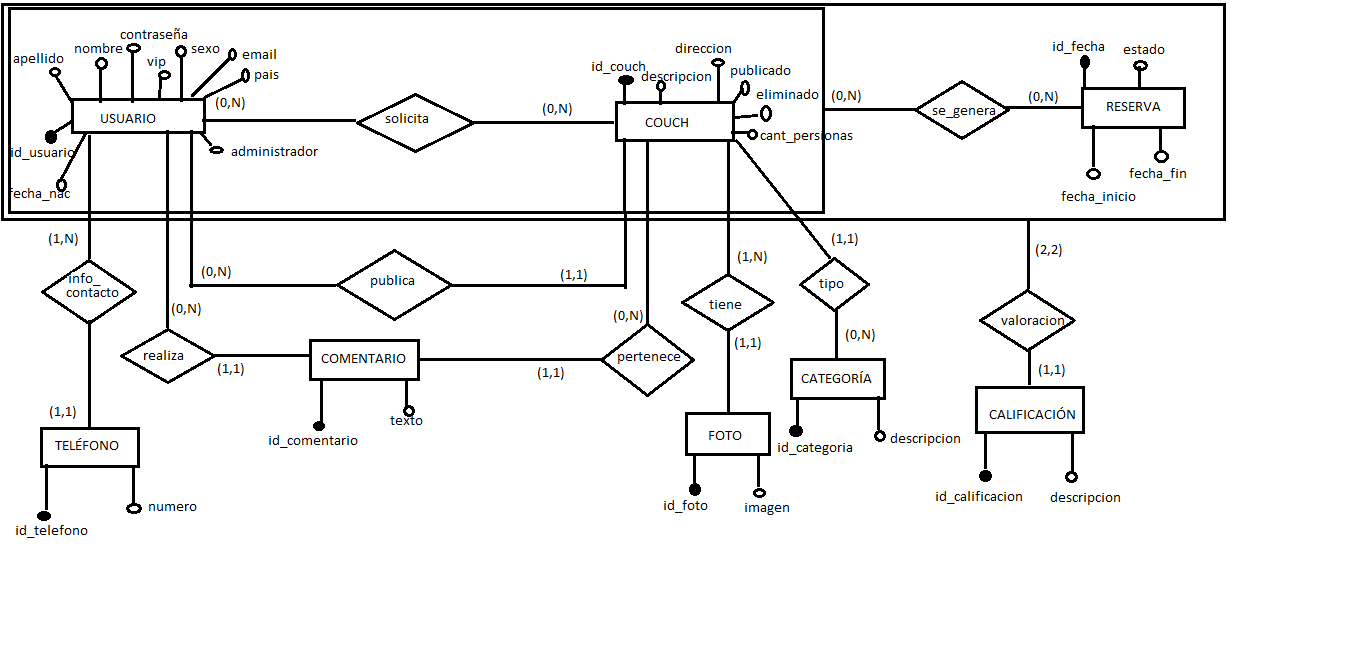 contraseña
nombre
sexo
email
apellido
vip
pais
(0,N)
USUARIO
id_usuario
administrador
fecha_nac
solicita
(0,N)
direccion
id_couch
descripcion
publicado
eliminado
COUCH
cant_persionas
(0,N)
se_genera
(0,N)
id_fecha
estado
RESERVA
fecha_fin
fecha_inicio
(1,N)
info_
contacto
(0,N)
publica
(1,1)
(1,N)
(1,1)
(2,2)
tiene
tipo
valoracion
(0,N)
realiza
(1,1)
COMENTARIO
(1,1)
(0,N)
pertenece
(1,1)
(0,N)
(1,1)
CATEGORÍA
CALIFICACIÓN
(1,1)
TELÉFONO
id_comentario
texto
FOTO
id_categoria
descripcion
id_telefono
numero
id_foto
imagen
id_calificacion
descripcion